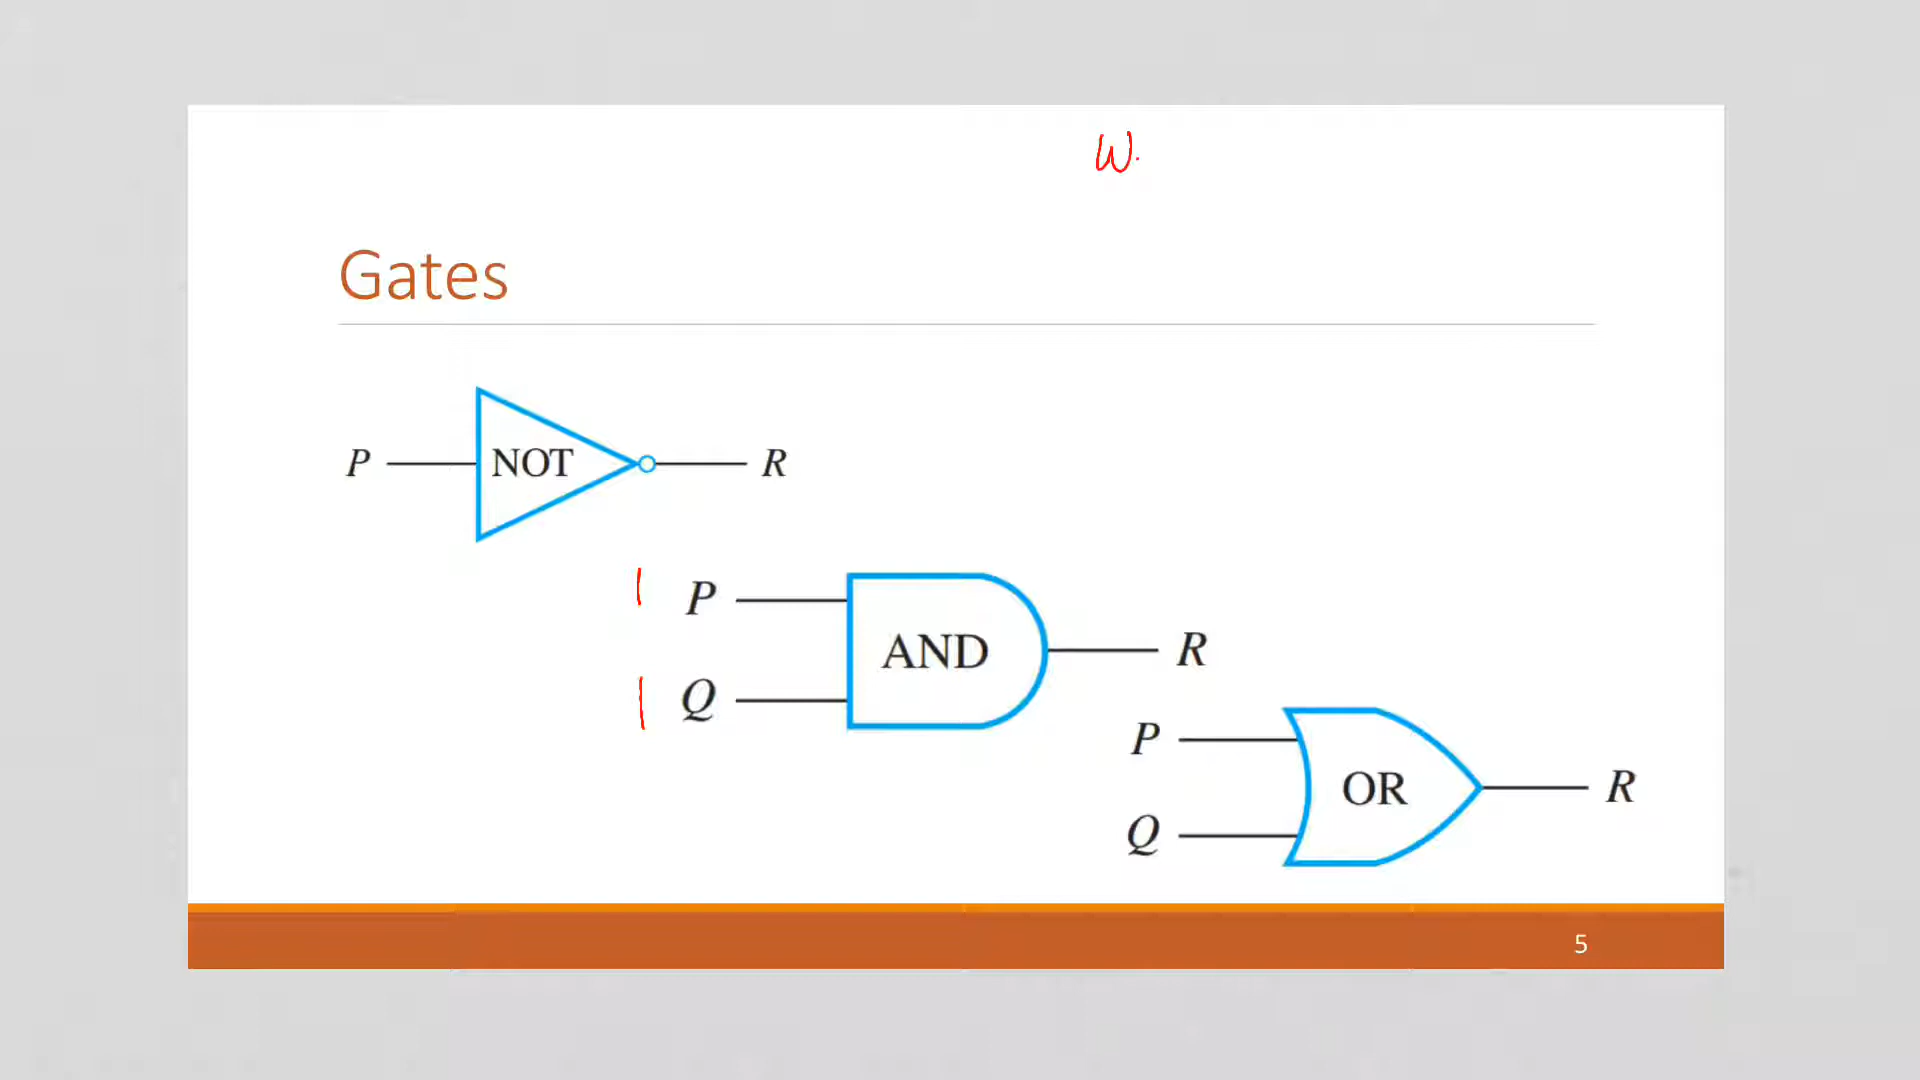 W.
Gates
P NOT R
1 P
AND R
1 Q
P
OR R
Q
5